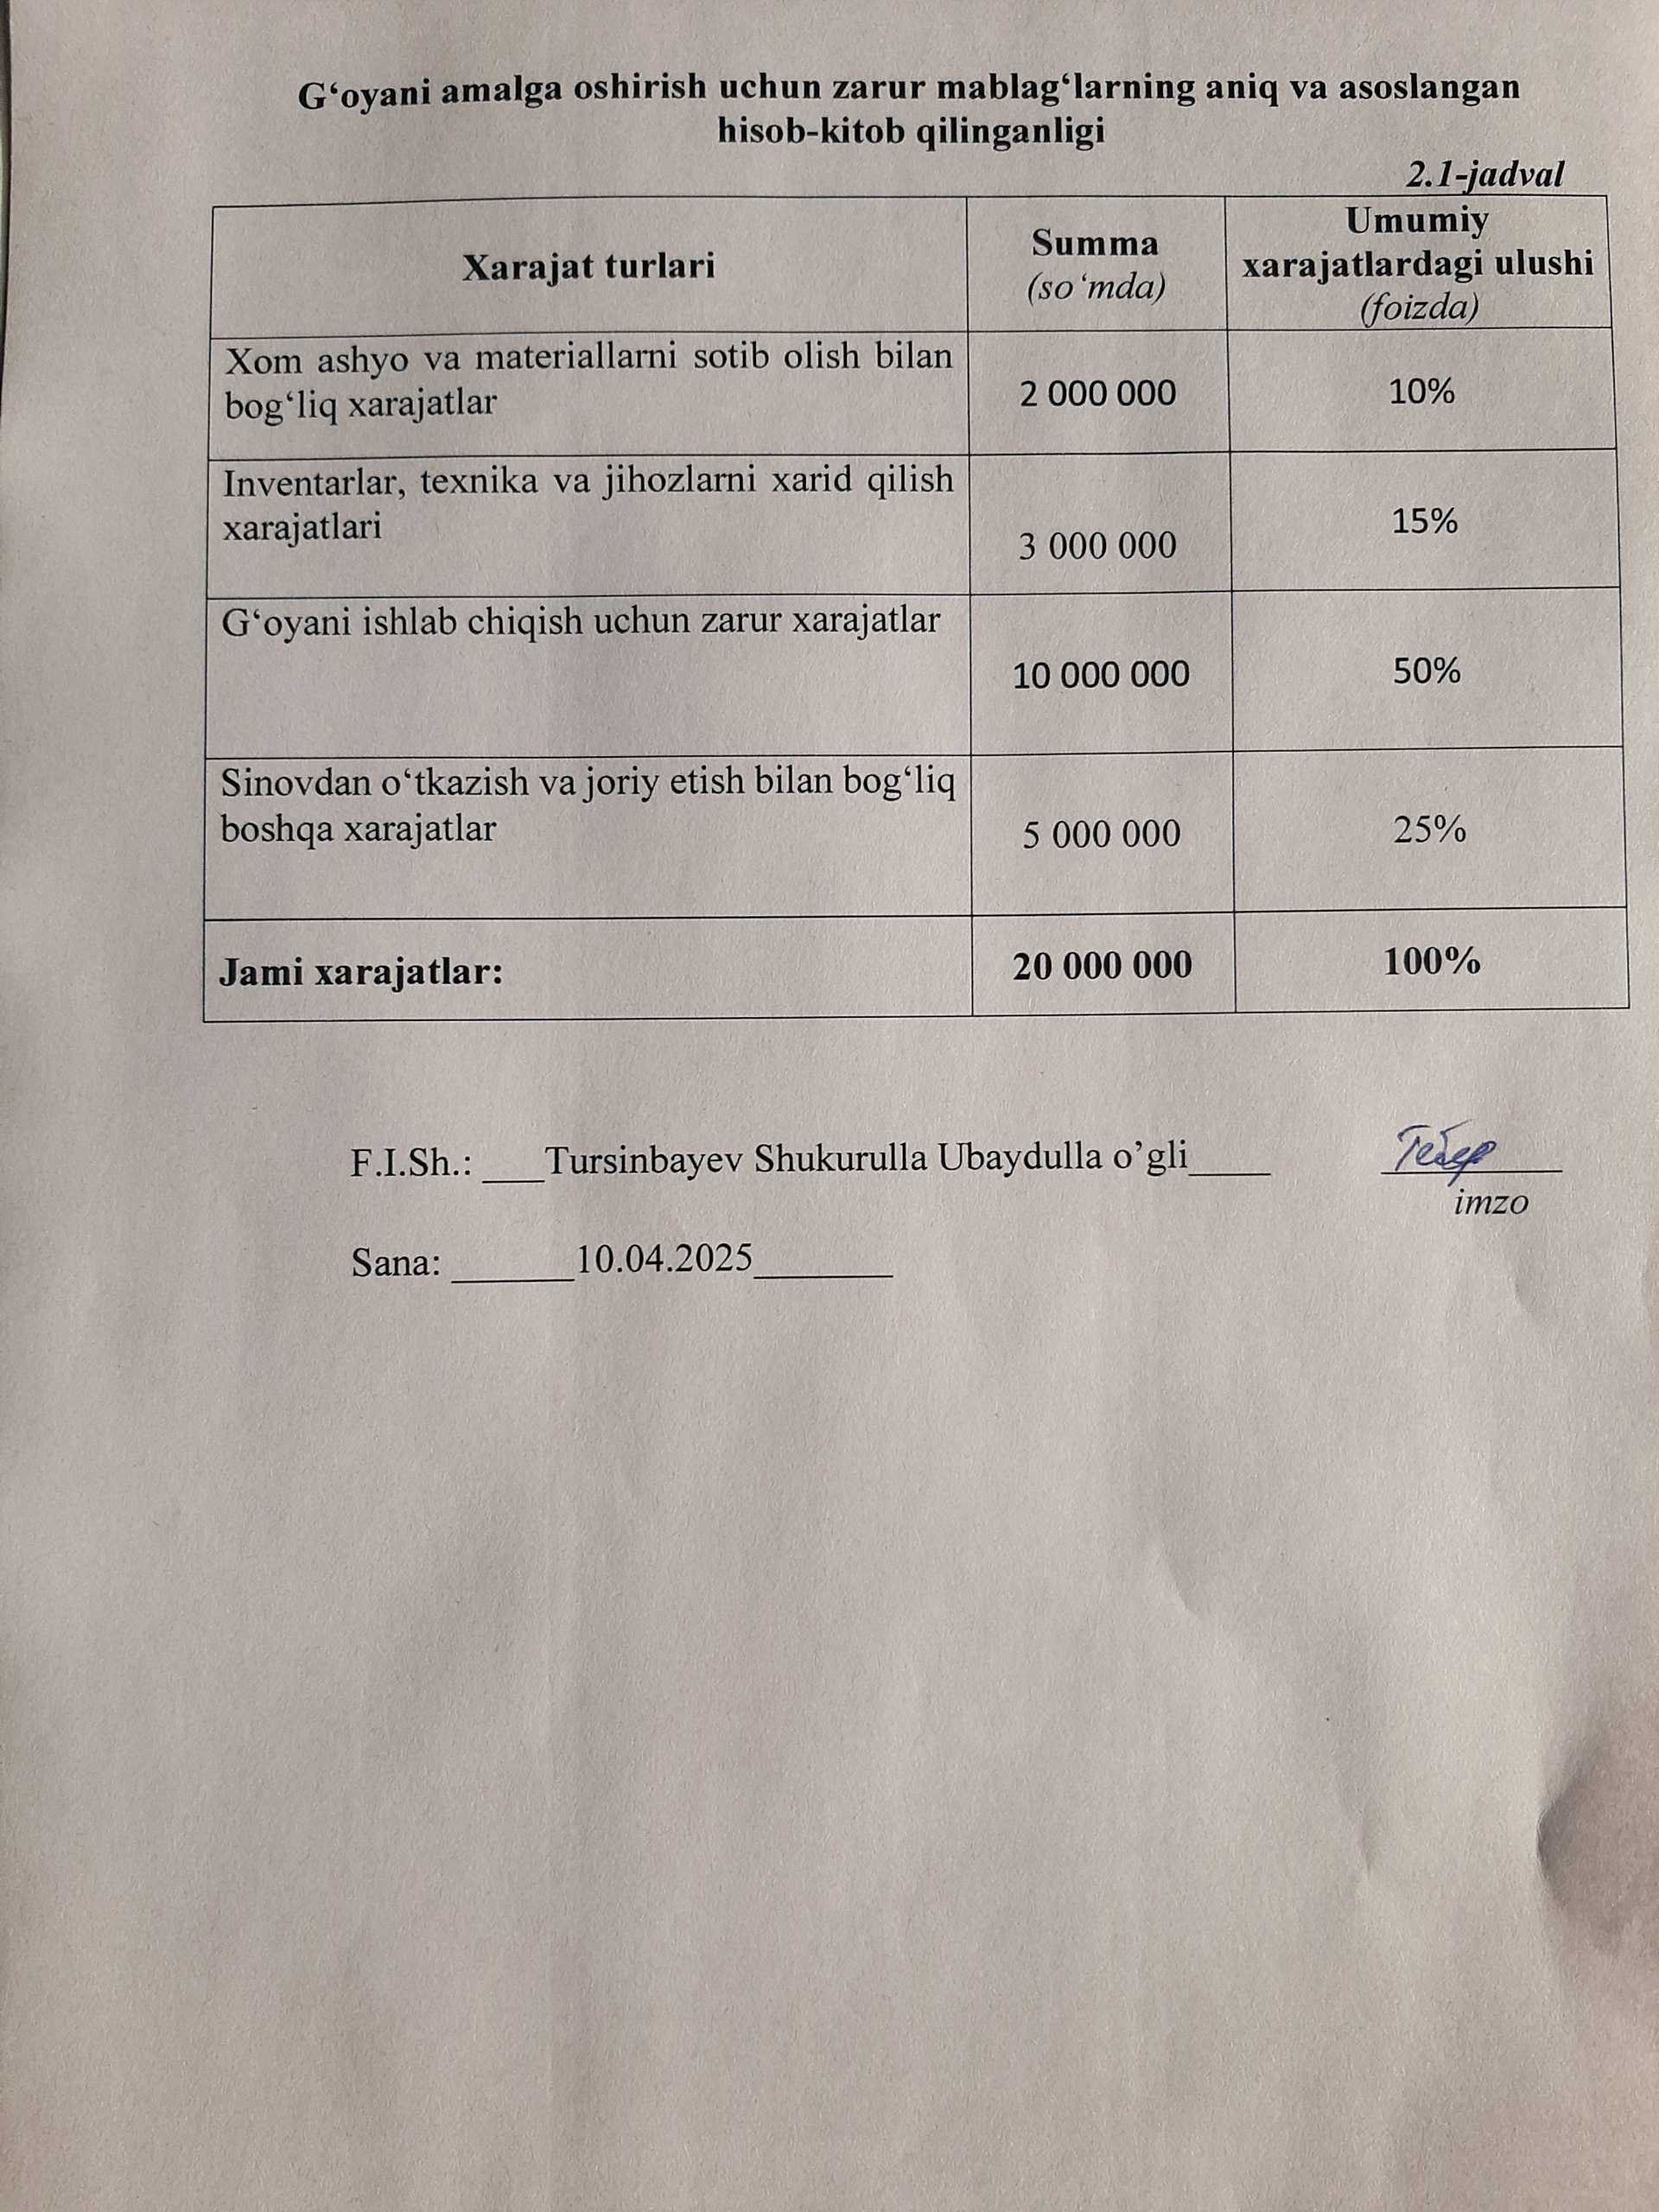 G‘oyani amalga oshirish uchun zarur mablag‘larning aniq va asoslangan
hisob-kitob qilinganligi
2.1-jadval
Xarajat turlari
Summa
(so‘mda)
Umumiy
xarajatlardagi ulushi
(foizda)
Xom ashyo va materiallarni sotib olish bilan
bog‘liq xarajatlar
2 000 000
10%
Inventarlar, texnika va jihozlarni xarid qilish
xarajatlari
3 000 000
15%
G‘oyani ishlab chiqish uchun zarur xarajatlar
10 000 000
50%
Sinovdan o‘tkazish va joriy etish bilan bog‘liq
boshqa xarajatlar
5 000 000
25%
Jami xarajatlar:
20 000 000
100%
F.I.Sh.: ___Tursinbayev Shukurulla Ubaydulla o’gli____
imzo
Sana: ______10.04.2025_______